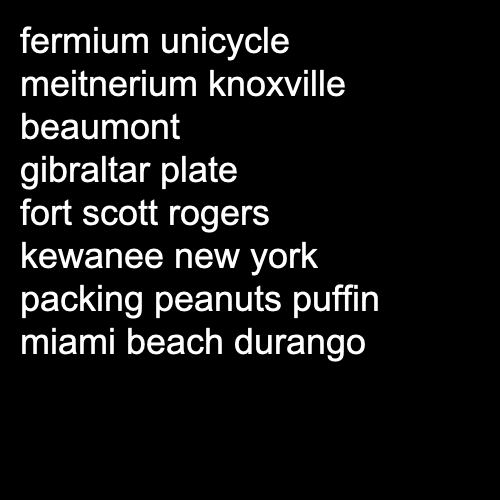 fermium unicycle
meitnerium knoxville
beaumont
gibraltar plate
fort scott rogers
kewanee new york
packing peanuts puffin
miami beach durango